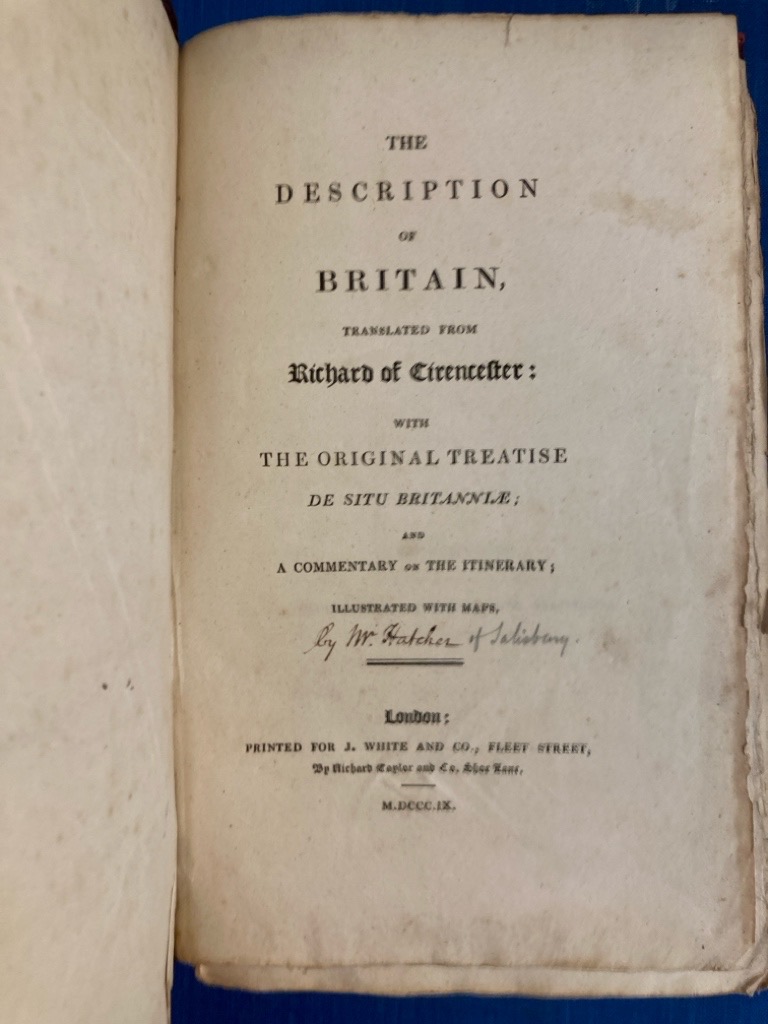 THE
DESCRIPTION
OF
BRITAIN,
TRANSLATED FROM
Richard of Cirencester:
WITH
THE ORIGINAL TREATISE
DE SITU BRITANNIÆ;
AND
A COMMENTARY ON THE ITINERARY;
ILLUSTRATED WITH MAPS,
by Mr. Hatcher of Salisbury.
London:
PRINTED FOR J. WHITE AND CO., FLEET STREET,
By Richard Taylor and Co. Shoe Lane.
M.DCCC.IX.